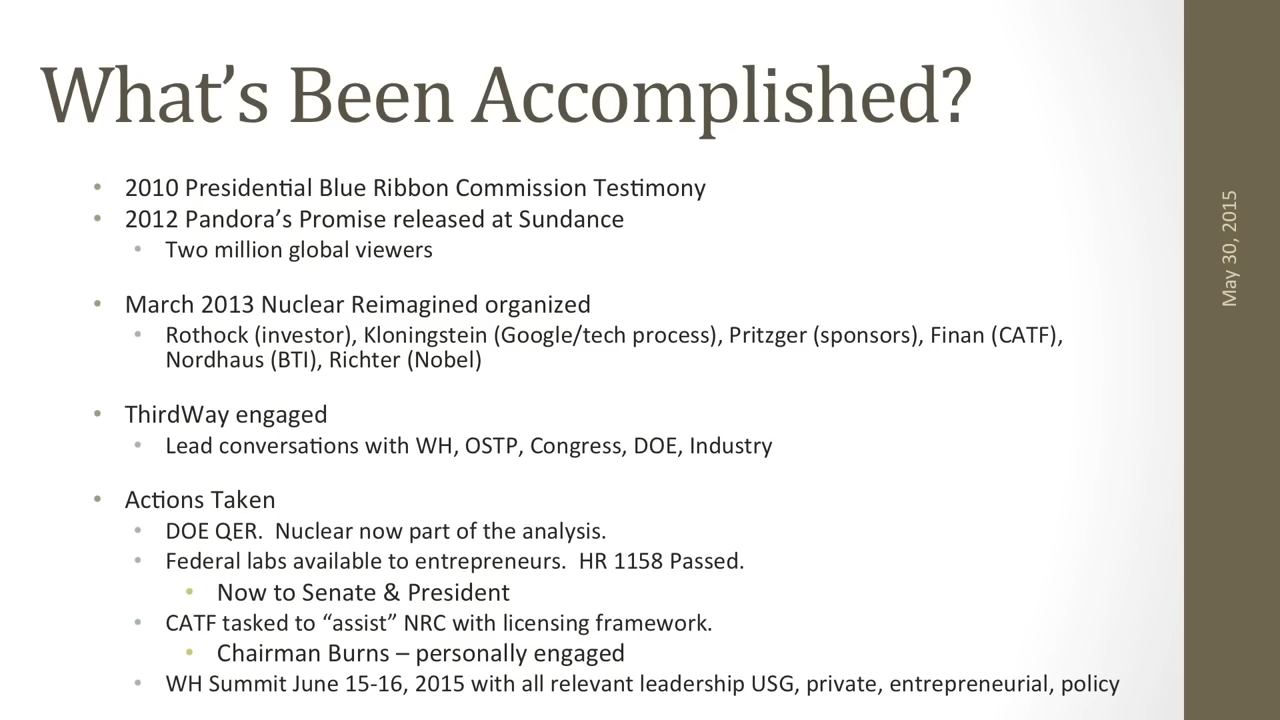 What’s Been Accomplished?
• 2010 Presidential Blue Ribbon Commission Testimony
• 2012 Pandora’s Promise released at Sundance
• Two million global viewers
• March 2013 Nuclear Reimagined organized
• Rothock (investor), Kloningstein (Google/tech process), Pritzger (sponsors), Finan (CATF),
Nordhaus (BTI), Richter (Nobel)
• ThirdWay engaged
• Lead conversations with WH, OSTP, Congress, DOE, Industry
• Actions Taken
• DOE QER.  Nuclear now part of the analysis.
• Federal labs available to entrepreneurs.  HR 1158 Passed.
• Now to Senate & President
• CATF tasked to “assist” NRC with licensing framework.
• Chairman Burns – personally engaged
• WH Summit June 15-16, 2015 with all relevant leadership USG, private, entrepreneurial, policy
May 30, 2015